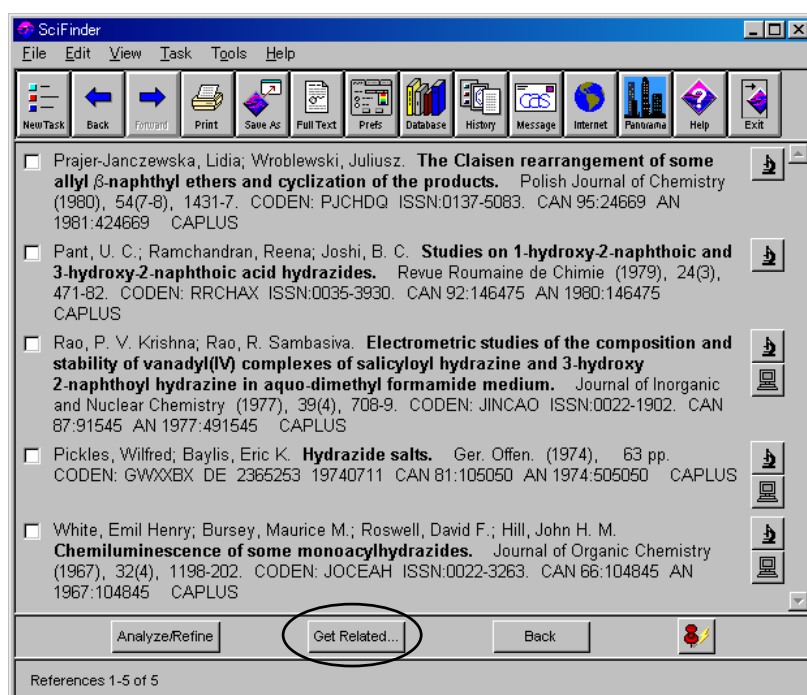 SciFinder
File Edit View Task Tools Help
NewTask Back Forward Print Save As Full Text Prefs Database History Message Internet Panorama Help Exit
Prajer-Janczewska, Lidia; Wroblewski, Juliusz. The Claisen rearrangement of some
allyl β-naphthyl ethers and cyclization of the products. Polish Journal of Chemistry
(1980), 54(7-8), 1431-7. CODEN: PJCHDQ ISSN:0137-5083. CAN 95:24669 AN
1981:424669 CAPLUS
Pant, U. C.; Ramchandran, Reena; Joshi, B. C. Studies on 1-hydroxy-2-naphthoic and
3-hydroxy-2-naphthoic acid hydrazides. Revue Roumaine de Chimie (1979), 24(3),
471-82. CODEN: RRCHAX ISSN:0035-3930. CAN 92:146475 AN 1980:146475
CAPLUS
Rao, P. V. Krishna; Rao, R. Sambasiva. Electrometric studies of the composition and
stability of vanadyl(IV) complexes of salicyloyl hydrazine and 3-hydroxy
2-naphthoyl hydrazine in aquo-dimethyl formamide medium. Journal of Inorganic
and Nuclear Chemistry (1977), 39(4), 708-9. CODEN: JINCAO ISSN:0022-1902. CAN
87:91545 AN 1977:491545 CAPLUS
Pickles, Wilfred; Baylis, Eric K. Hydrazide salts. Ger. Offen. (1974), 63 pp.
CODEN: GWXXBX DE 2365253 19740711 CAN 81:105050 AN 1974:505050 CAPLUS
White, Emil Henry; Bursey, Maurice M.; Roswell, David F.; Hill, John H. M.
Chemiluminescence of some monoacylhydrazides. Journal of Organic Chemistry
(1967), 32(4), 1198-202. CODEN: JOCEAH ISSN:0022-3263. CAN 66:104845 AN
1967:104845 CAPLUS
Analyze/Refine Get Related... Back
References 1-5 of 5